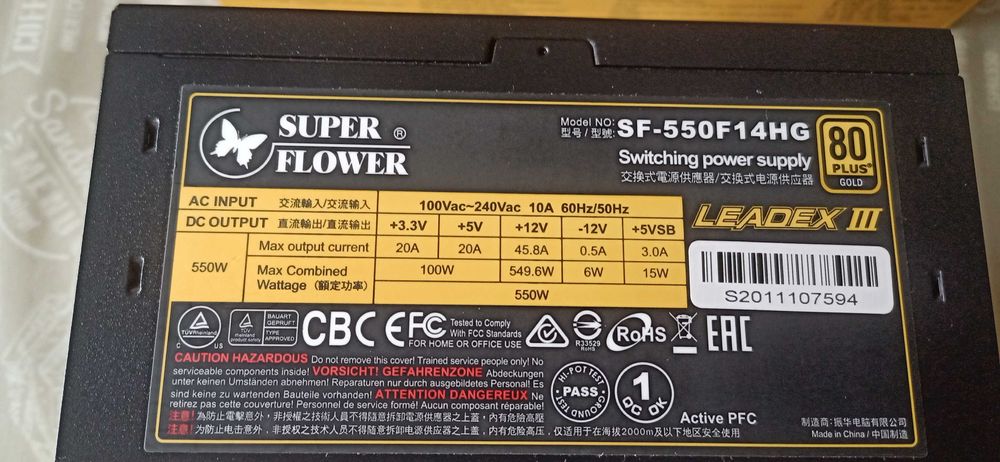 SUPER FLOWER ®
Model NO:
型号 / 型號:
SF-550F14HG
Switching power supply
交換式電源供應器/交换式电源供应器
80 PLUS®
GOLD
LEADEX III
AC INPUT 交流輸入/交流输入 100Vac~240Vac 10A 60Hz/50Hz
DC OUTPUT 直流輸出/直流输出 +3.3V +5V +12V -12V +5VSB
550W
Max output current 20A 20A 45.8A 0.5A 3.0A
Max Combined Wattage (額定功率) 100W 549.6W 6W 15W
550W
S2011107594
TÜVRheinland
C US
TÜV
rheinland
product safety
BAUART
GEPRUFT
TYPE
APPROVED
CB CE FC
Tested to Comply
With FCC Standards
FOR HOME OR OFFICE USE
R33529
RoHS
RoHS
EAC
CAUTION HAZARDOUS Do not remove this cover! Trained service people only! No
serviceable components inside! VORSICHT! GEFAHRENZONE Abdeckungen
unter keinen Umständen abnehmen! Reparaturen nur durch ausgebildetes Personal! Es
sind keine zu wartenden Bauteile vorhanden! ATTENTION DANGEREUX Ne
retirez pas cette couverture! Personnel de service formé! Aucun composant réparable!
注意! 為防止電擊意外，非授權之技術人員不得隨意拆卸電源供應器之上蓋，內有危險高壓
注意! 为防止电击意外，非授权之技术人员不得随意拆卸电源供应器之上盖，内有危险高压，仅适用于在海拔2000m及以下地区安全使用
HI-POT TEST
PASS
GROUND TEST
1
QC OK
Active PFC
制造商：振华电脑有限公司
Made in China / 中国制造